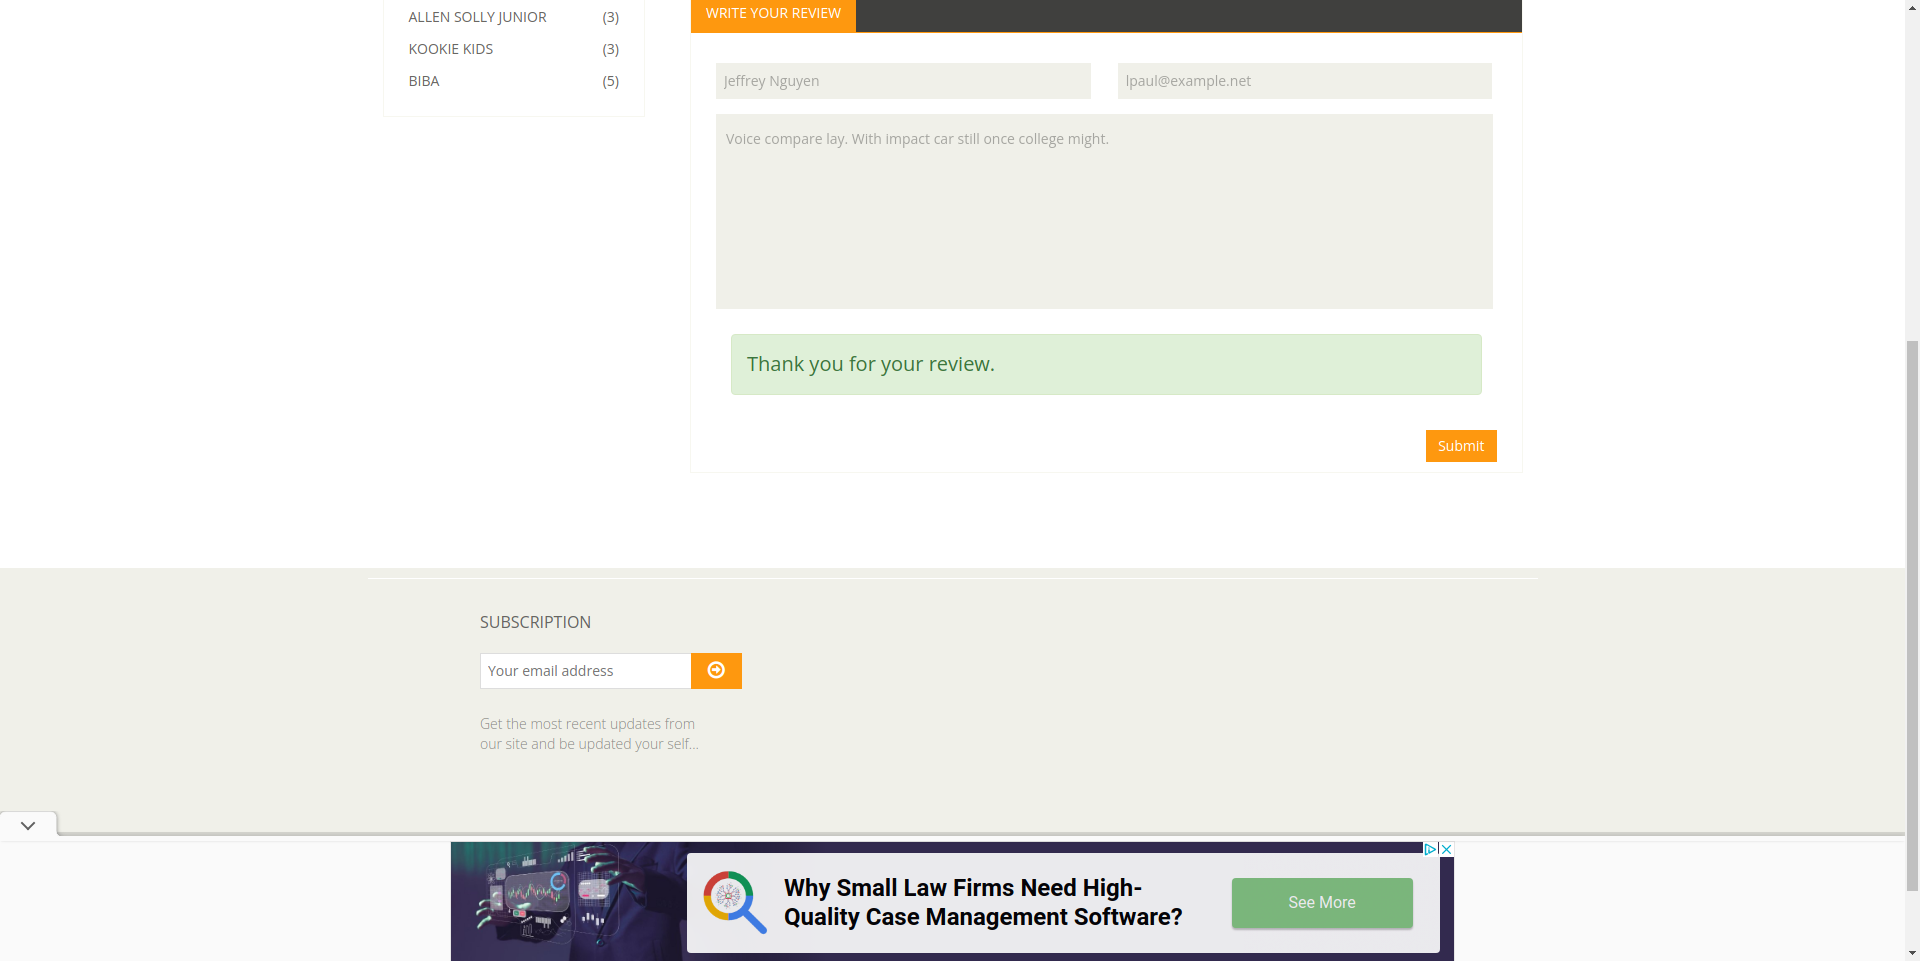 ALLEN SOLLY JUNIOR (3)
KOOKIE KIDS (3)
BIBA (5)
WRITE YOUR REVIEW
Jeffrey Nguyen
lpaul@example.net
Voice compare lay. With impact car still once college might.
Thank you for your review.
Submit
SUBSCRIPTION
Your email address
Get the most recent updates from
our site and be updated your self...
Why Small Law Firms Need High-
Quality Case Management Software?
See More